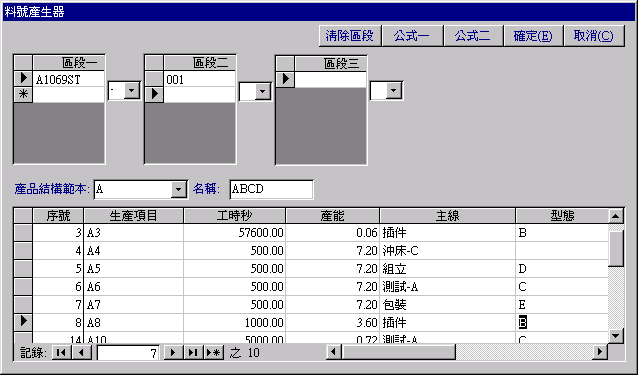 料號產生器
清除區段 公式一 公式二 確定(E) 取消(C)
區段一 區段二 區段三
A1069ST - 001
產品結構範本: A 名稱: ABCD
序號 生產項目 工時秒 產能 主線 型態
3 A3 57600.00 0.06 插件 B
4 A4 500.00 7.20 沖床-C
5 A5 500.00 7.20 組立 D
6 A6 500.00 7.20 測試-A C
7 A7 500.00 7.20 包裝 E
8 A8 1000.00 3.60 插件 B
14 A10 5000.00 0.72 測試-A C
記錄: 7 之 10